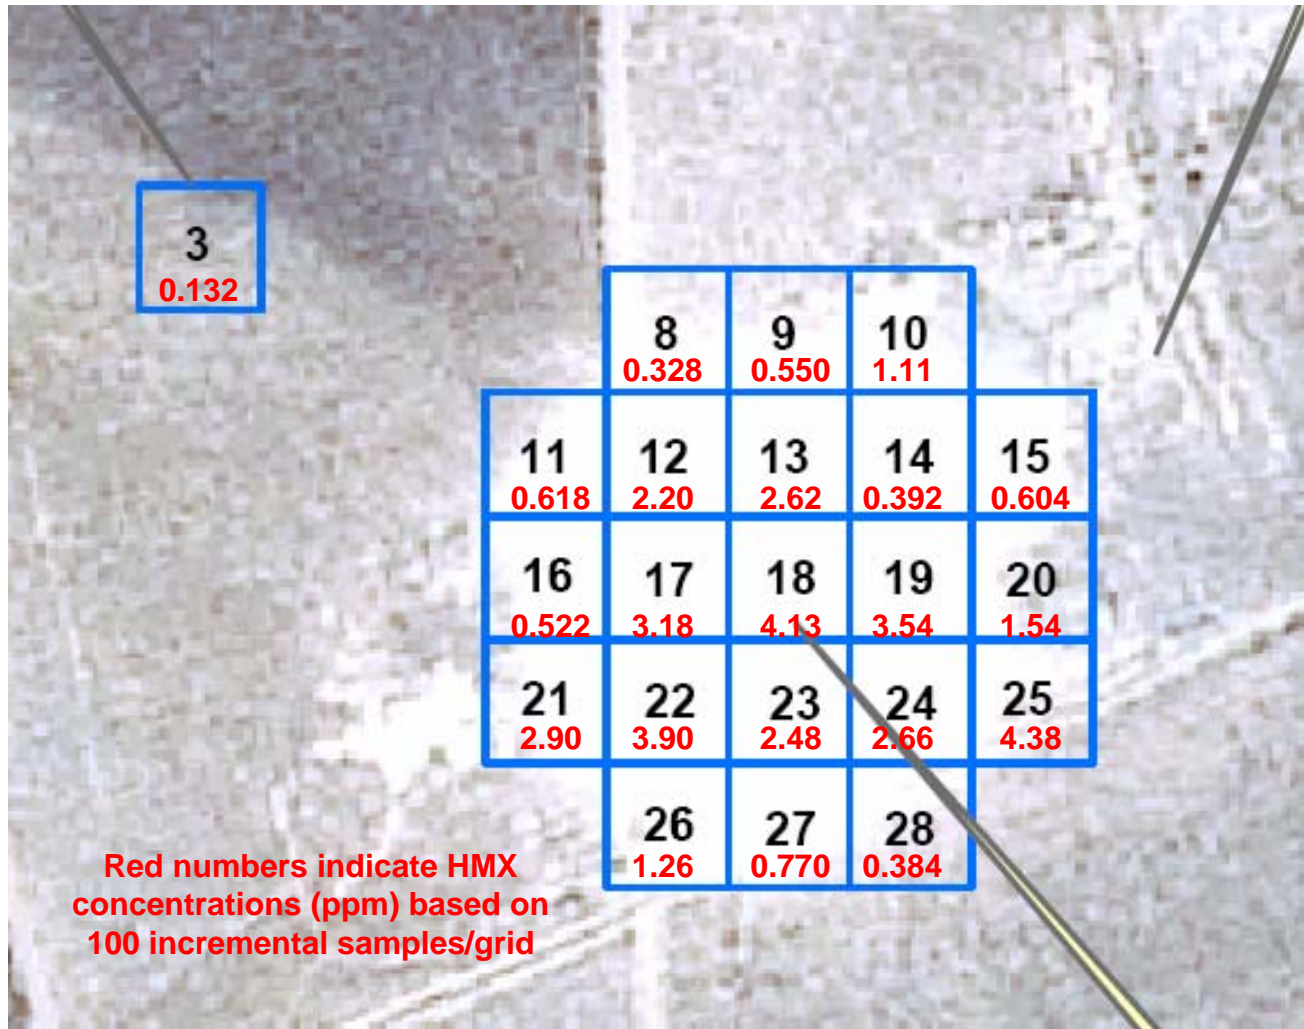 3
0.132
8 9 10
0.328 0.550 1.11
11 12 13 14 15
0.618 2.20 2.62 0.392 0.604
16 17 18 19 20
0.522 3.18 4.13 3.54 1.54
21 22 23 24 25
2.90 3.90 2.48 2.66 4.38
26 27 28
1.26 0.770 0.384
Red numbers indicate HMX
concentrations (ppm) based on
100 incremental samples/grid